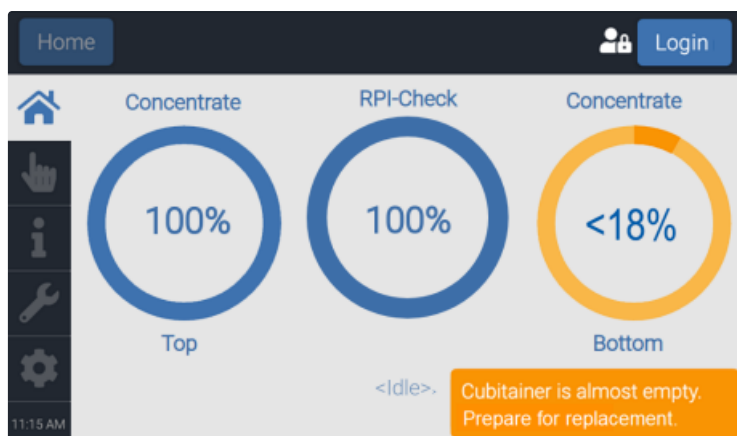 Home
Login
Concentrate
RPI-Check
Concentrate
100%
100%
<18%
Top
Bottom
<Idle>.
Cubitainer is almost empty.
Prepare for replacement.
11:15 AM